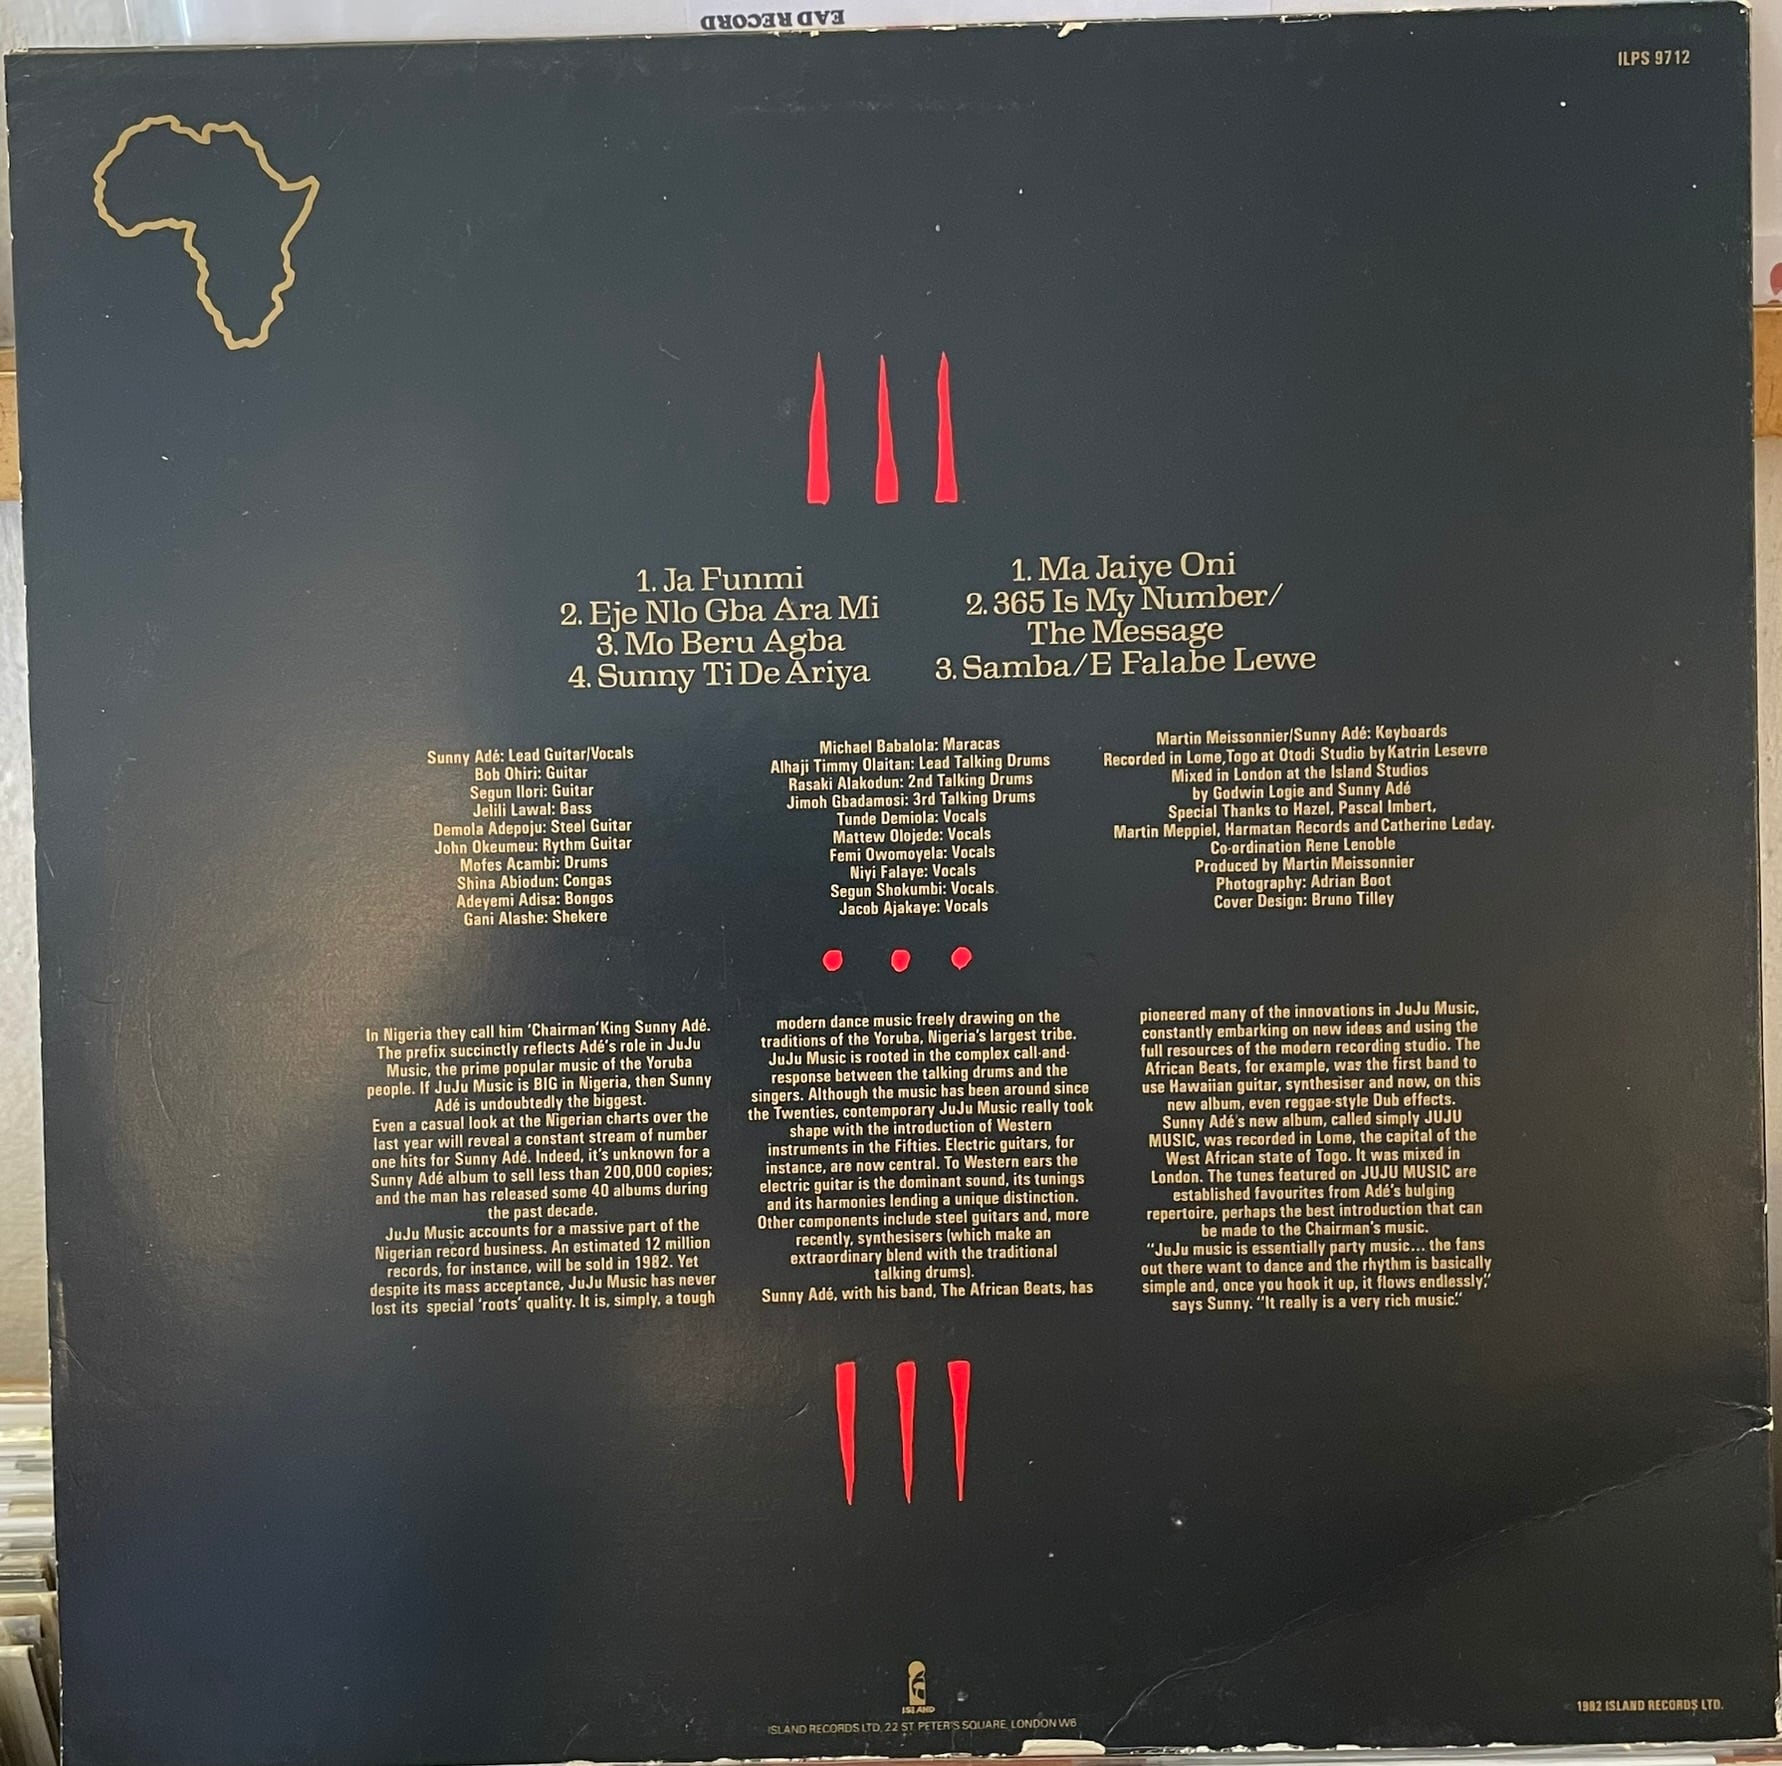 EAD RECORD
ILPS 9712
1. Ja Funmi
2. Eje Nlo Gba Ara Mi
3. Mo Beru Agba
4. Sunny Ti De Ariya
1. Ma Jaiye Oni
2. 365 Is My Number/
The Message
3. Samba/E Falabe Lewe
Sunny Adé: Lead Guitar/Vocals
Bob Ohiri: Guitar
Segun Ilori: Guitar
Jelili Lawal: Bass
Demola Adepoju: Steel Guitar
John Okeumeu: Rythm Guitar
Mofes Acambi: Drums
Shina Abiodun: Congas
Adeyemi Adisa: Bongos
Gani Alashe: Shekere
Michael Babalola: Maracas
Alhaji Timmy Olaitan: Lead Talking Drums
Rasaki Alakodun: 2nd Talking Drums
Jimoh Gbadamosi: 3rd Talking Drums
Tunde Demiola: Vocals
Mattew Olojede: Vocals
Femi Owomoyela: Vocals
Niyi Falaye: Vocals
Segun Shokumbi: Vocals.
Jacob Ajakaye: Vocals
Martin Meissonnier/Sunny Adé: Keyboards
Recorded in Lome, Togo at Otodi Studio by Katrin Lesevre
Mixed in London at the Island Studios
by Godwin Logie and Sunny Adé
Special Thanks to Hazel, Pascal Imbert,
Martin Meppiel, Harmatan Records and Catherine Leday.
Co-ordination Rene Lenoble
Produced by Martin Meissonnier
Photography: Adrian Boot
Cover Design: Bruno Tilley
In Nigeria they call him ‘Chairman’ King Sunny Adé.
The prefix succinctly reflects Adé’s role in JuJu
Music, the prime popular music of the Yoruba
people. If JuJu Music is BIG in Nigeria, then Sunny
Adé is undoubtedly the biggest.
Even a casual look at the Nigerian charts over the
last year will reveal a constant stream of number
one hits for Sunny Adé. Indeed, it’s unknown for a
Sunny Adé album to sell less than 200,000 copies;
and the man has released some 40 albums during
the past decade.
JuJu Music accounts for a massive part of the
Nigerian record business. An estimated 12 million
records, for instance, will be sold in 1982. Yet
despite its mass acceptance, JuJu Music has never
lost its special ‘roots’ quality. It is, simply, a tough
modern dance music freely drawing on the
traditions of the Yoruba, Nigeria’s largest tribe.
JuJu Music is rooted in the complex call-and-
response between the talking drums and the
singers. Although the music has been around since
the Twenties, contemporary JuJu Music really took
shape with the introduction of Western
instruments in the Fifties. Electric guitars, for
instance, are now central. To Western ears the
electric guitar is the dominant sound, its tunings
and its harmonies lending a unique distinction.
Other components include steel guitars and, more
recently, synthesisers (which make an
extraordinary blend with the traditional
talking drums).
Sunny Adé, with his band, The African Beats, has
pioneered many of the innovations in JuJu Music,
constantly embarking on new ideas and using the
full resources of the modern recording studio. The
African Beats, for example, was the first band to
use Hawaiian guitar, synthesiser and now, on this
new album, even reggae-style Dub effects.
Sunny Adé’s new album, called simply JUJU
MUSIC, was recorded in Lome, the capital of the
West African state of Togo. It was mixed in
London. The tunes featured on JUJU MUSIC are
established favourites from Adé’s bulging
repertoire, perhaps the best introduction that can
be made to the Chairman’s music.
“JuJu music is essentially party music... the fans
out there want to dance and the rhythm is basically
simple and, once you hook it up, it flows endlessly,”
says Sunny. “It really is a very rich music.”
ISLAND
ISLAND RECORDS LTD, 22 ST. PETER'S SQUARE, LONDON W6
1982 ISLAND RECORDS LTD.